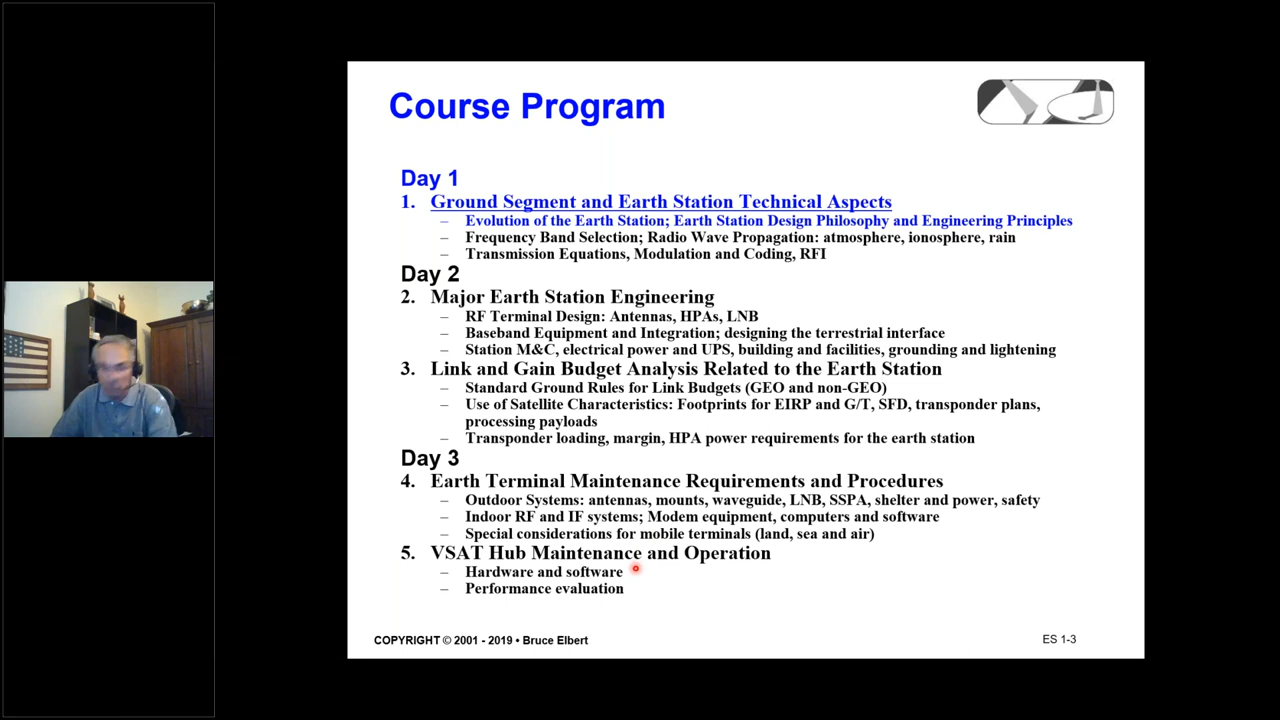 Course Program
Day 1
1. Ground Segment and Earth Station Technical Aspects
– Evolution of the Earth Station; Earth Station Design Philosophy and Engineering Principles
– Frequency Band Selection; Radio Wave Propagation: atmosphere, ionosphere, rain
– Transmission Equations, Modulation and Coding, RFI
Day 2
2. Major Earth Station Engineering
– RF Terminal Design: Antennas, HPAs, LNB
– Baseband Equipment and Integration; designing the terrestrial interface
– Station M&C, electrical power and UPS, building and facilities, grounding and lightening
3. Link and Gain Budget Analysis Related to the Earth Station
– Standard Ground Rules for Link Budgets (GEO and non-GEO)
– Use of Satellite Characteristics: Footprints for EIRP and G/T, SFD, transponder plans,
processing payloads
– Transponder loading, margin, HPA power requirements for the earth station
Day 3
4. Earth Terminal Maintenance Requirements and Procedures
– Outdoor Systems: antennas, mounts, waveguide, LNB, SSPA, shelter and power, safety
– Indoor RF and IF systems; Modem equipment, computers and software
– Special considerations for mobile terminals (land, sea and air)
5. VSAT Hub Maintenance and Operation
– Hardware and software
– Performance evaluation
COPYRIGHT © 2001 - 2019 • Bruce Elbert
ES 1-3